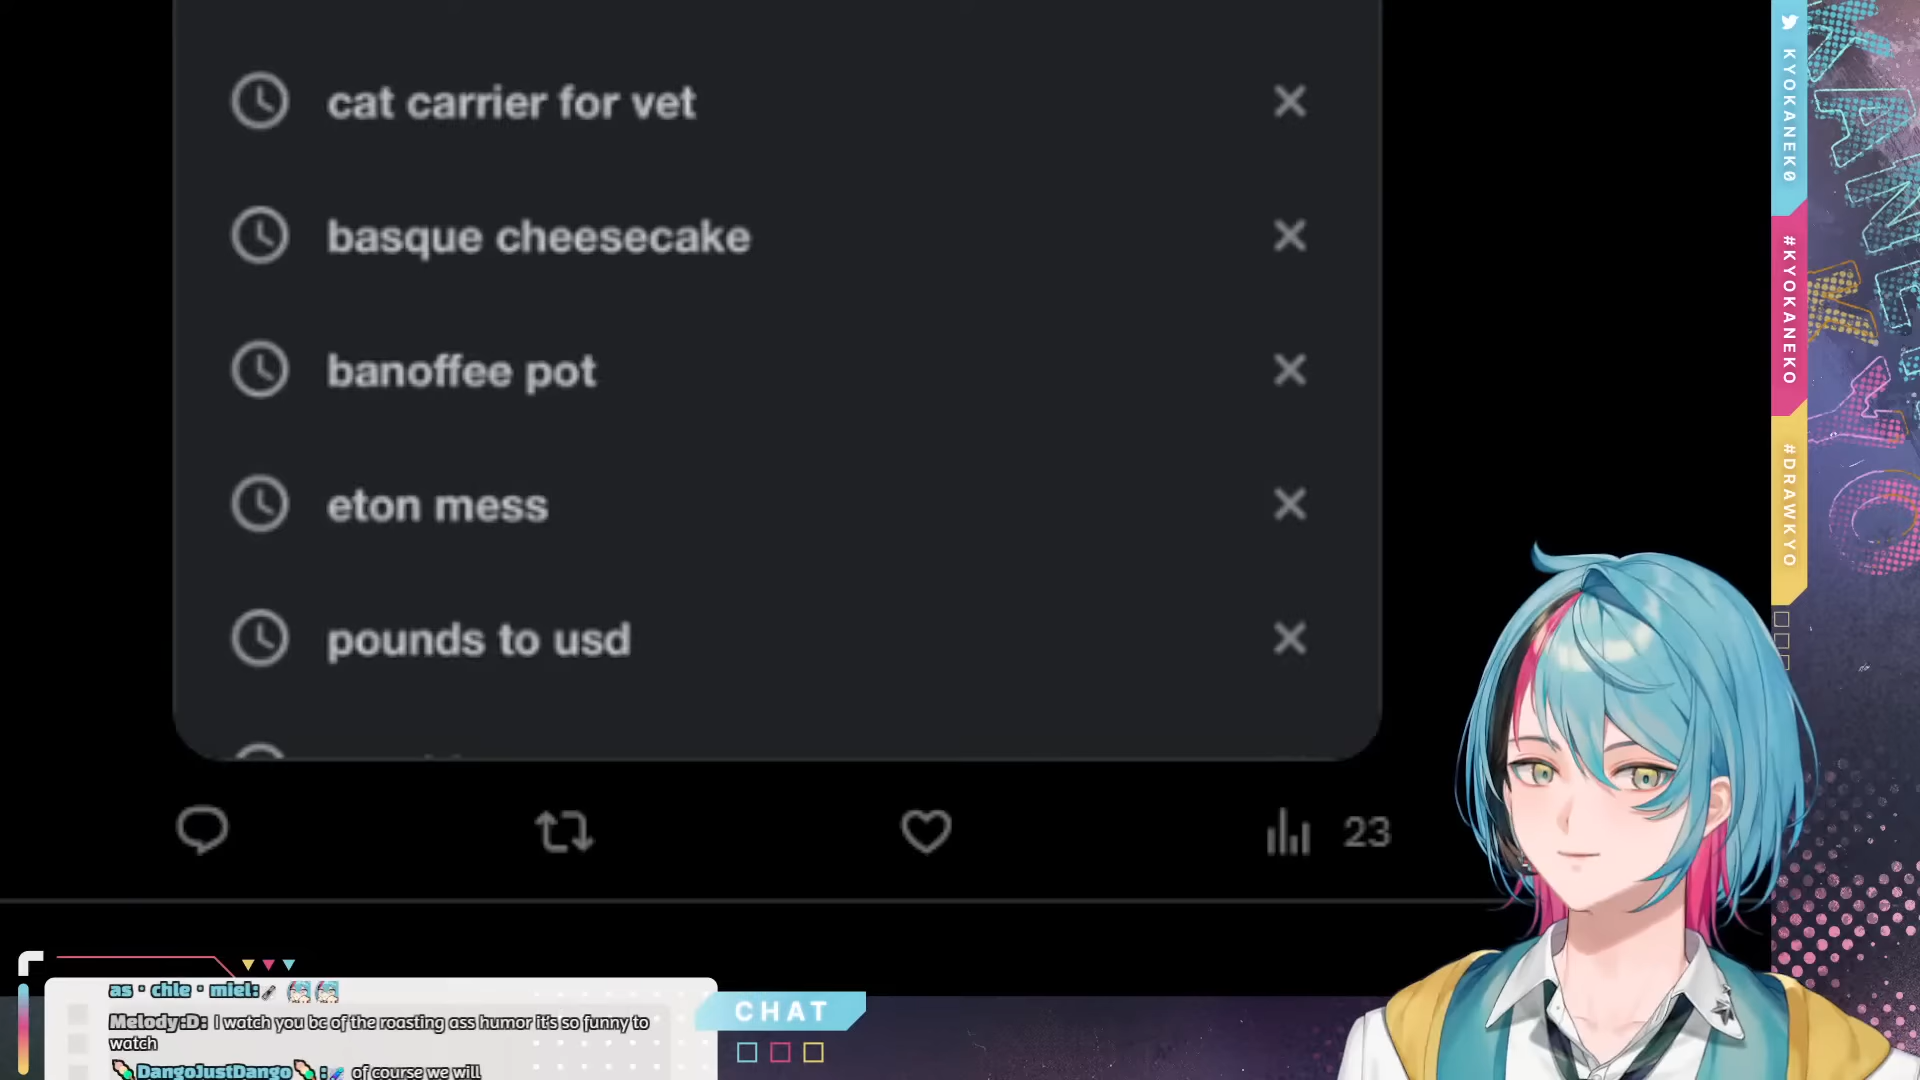 cat carrier for vet
basque cheesecake
banoffee pot
eton mess
pounds to usd
23
KYOKANEK0
#KYOKANEKO
#DRAWKYO
as・chie・miel:
Melody:D: I watch you bc of the roasting ass humor it's so funny to
watch
DangoJustDango : of course we will
CHAT